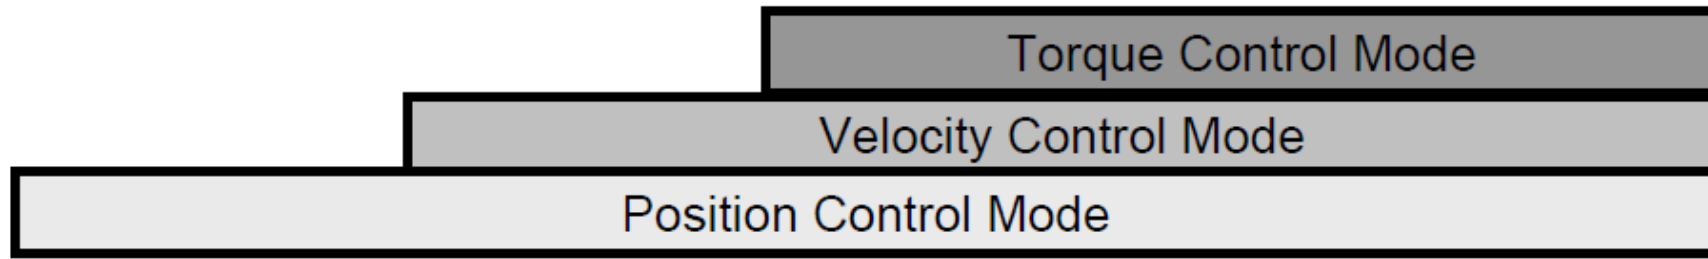 Torque Control Mode
Velocity Control Mode
Position Control Mode